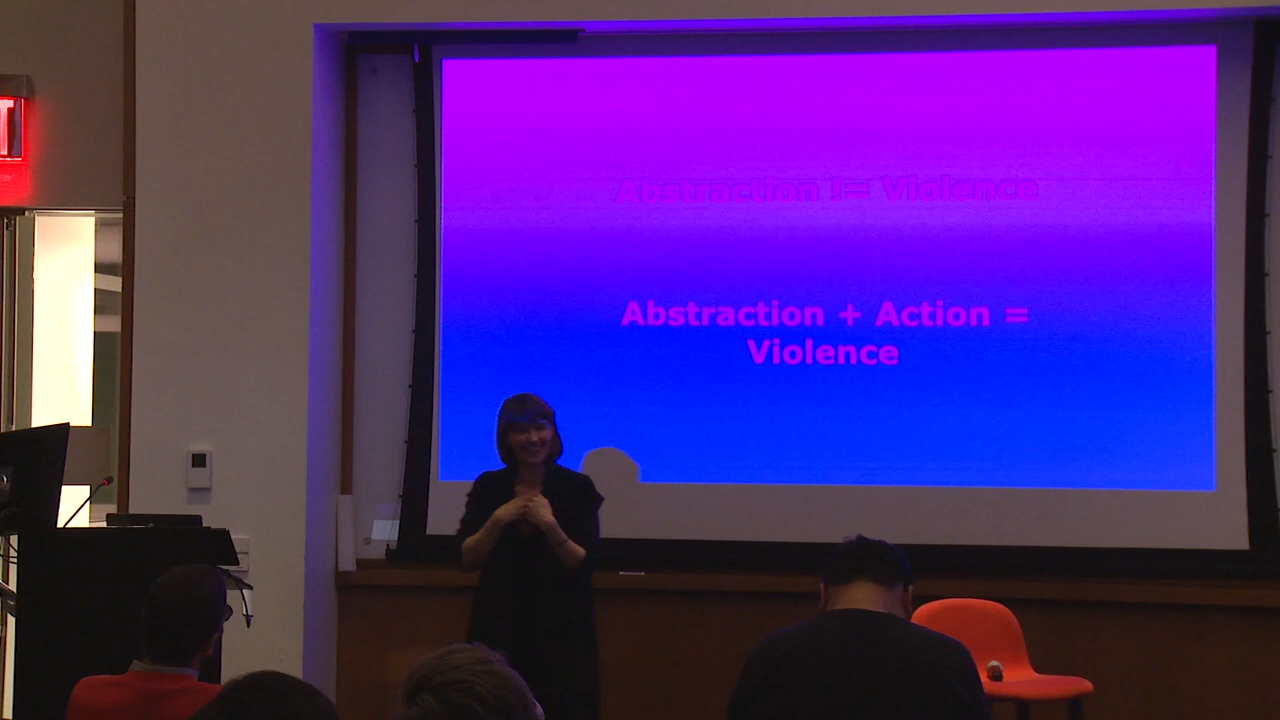 Abstraction != Violence
Abstraction + Action =
Violence